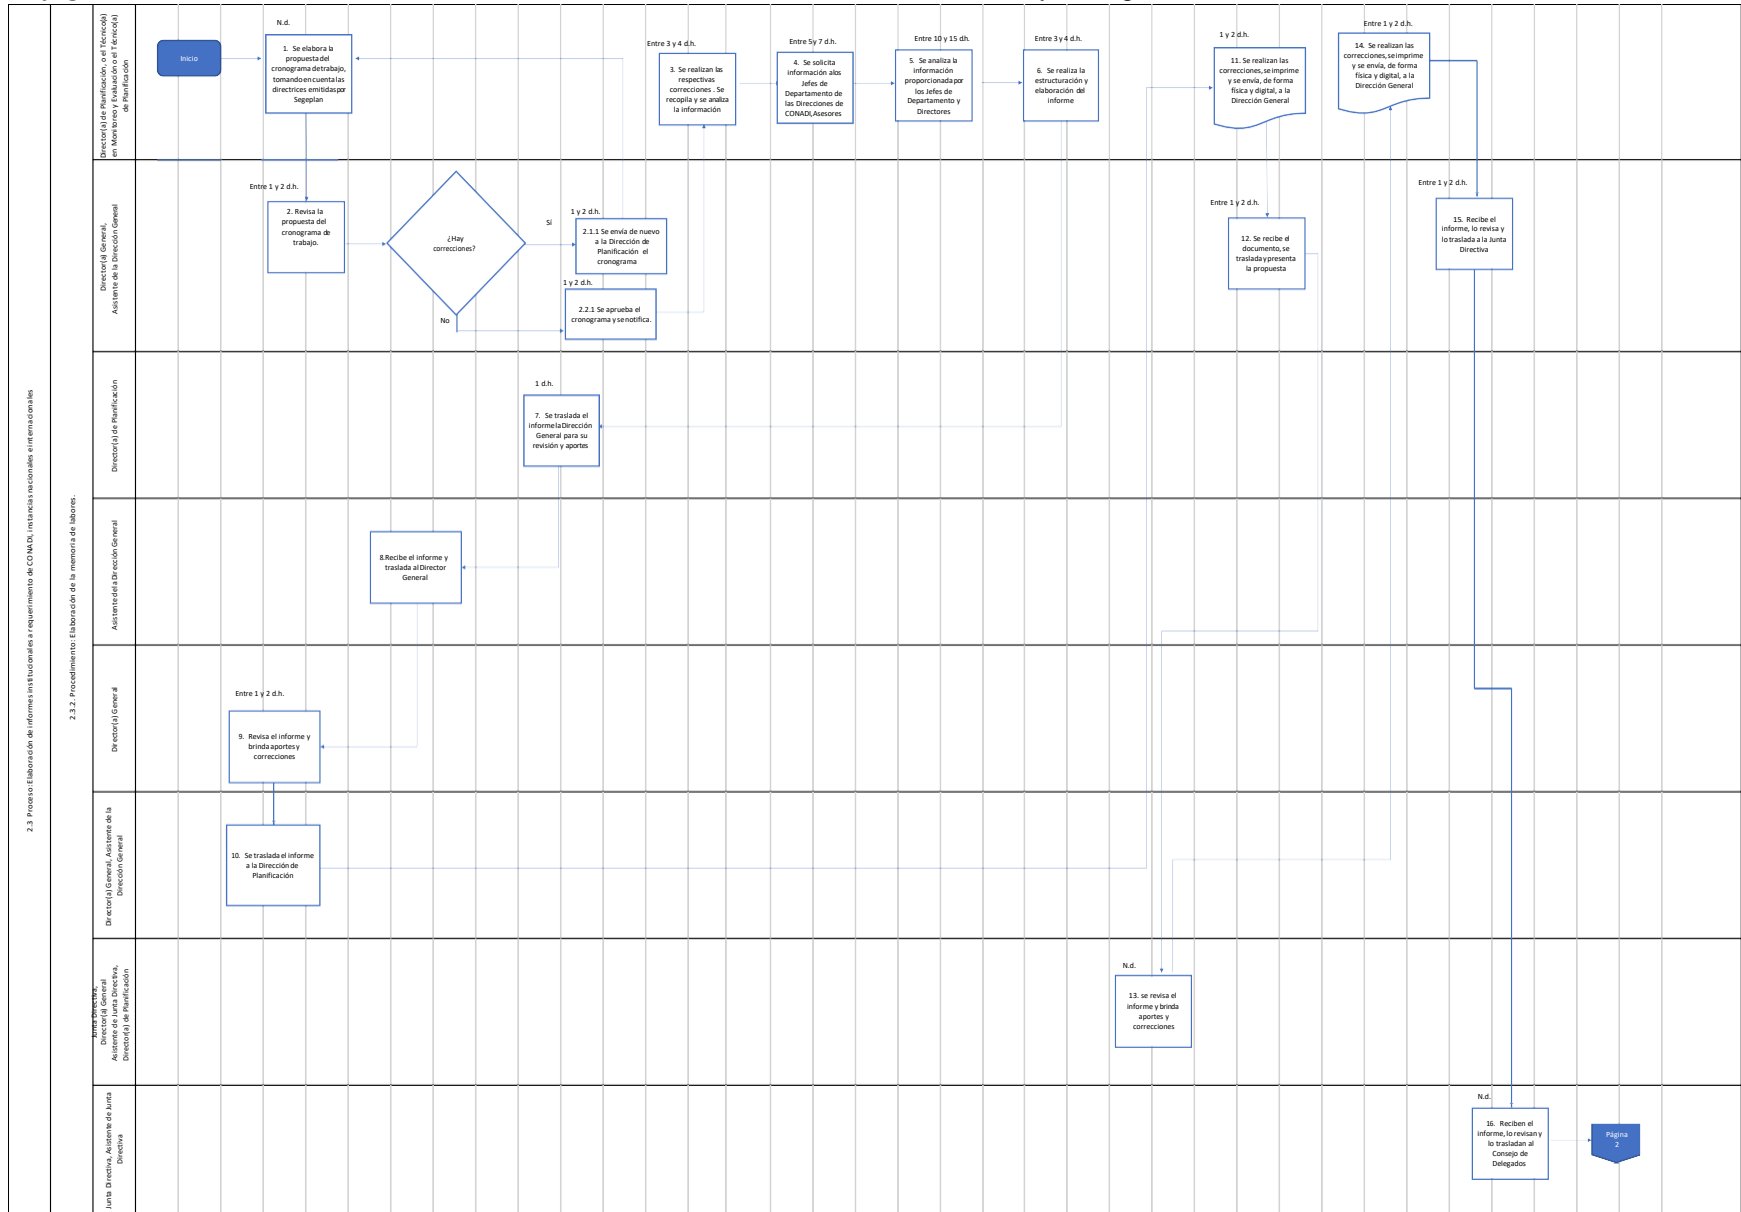 2.3 Proceso: Elaboración de informes institucionales a requerimiento de CONADI, instancias nacionales e internacionales
2.3.2. Procedimiento: Elaboración de la memoria de labores.
Director(a) de Planificación, o el Técnico(a)
en Monitoreo y Evaluación o el Técnico(a)
de Planificación
Inicio
N.d.
1. Se elabora la
propuesta del
cronograma de trabajo,
tomando en cuenta las
directrices emitidas por
Segeplan
Entre 3 y 4 d.h.
3. Se realizan las
respectivas
correcciones . Se
recopila y se analiza
la información
Entre 5 y 7 d.h.
4. Se solicita
información a los
Jefes de
Departamento de
las Direcciones de
CONADI, Asesores
Entre 10 y 15 d.h.
5. Se analiza la
información
proporcionada por
los Jefes de
Departamento y
Directores
Entre 3 y 4 d.h.
6. Se realiza la
estructuración y
elaboración del
informe
1 y 2 d.h.
11. Se realizan las
correcciones, se imprime
y se envía, de forma
física y digital, a la
Dirección General
Entre 1 y 2 d.h.
14. Se realizan las
correcciones, se imprime
y se envía, de forma
física y digital, a la
Dirección General
Director(a) General,
Asistente de la Dirección General
Entre 1 y 2 d.h.
2. Revisa la
propuesta del
cronograma de
trabajo.
¿Hay
correcciones?
Sí
No
1 y 2 d.h.
2.1.1 Se envía de nuevo
a la Dirección de
Planificación el
cronograma
1 y 2 d.h.
2.2.1 Se aprueba el
cronograma y se notifica.
Entre 1 y 2 d.h.
12. Se recibe el
documento, se
traslada y presenta
la propuesta
Entre 1 y 2 d.h.
15. Recibe el
informe, lo revisa y
lo traslada a la Junta
Directiva
Director(a) de Planificación
1 d.h.
7. Se traslada el
informe la Dirección
General para su
revisión y aportes
Asistente de la Dirección General
8. Recibe el informe y
traslada al Director
General
Director(a) General
Entre 1 y 2 d.h.
9. Revisa el informe y
brinda aportes y
correcciones
Director(a) General, Asistente de la
Dirección General
10. Se traslada el informe
a la Dirección de
Planificación
Junta Directiva,
Director(a) General
Asistente de Junta Directiva,
Director(a) de Planificación
N.d.
13. se revisa el
informe y brinda
aportes y
correcciones
Junta Directiva, Asistente de Junta
Directiva
N.d.
16. Reciben el
informe, lo revisan y
lo trasladan al
Consejo de
Delegados
Página
2